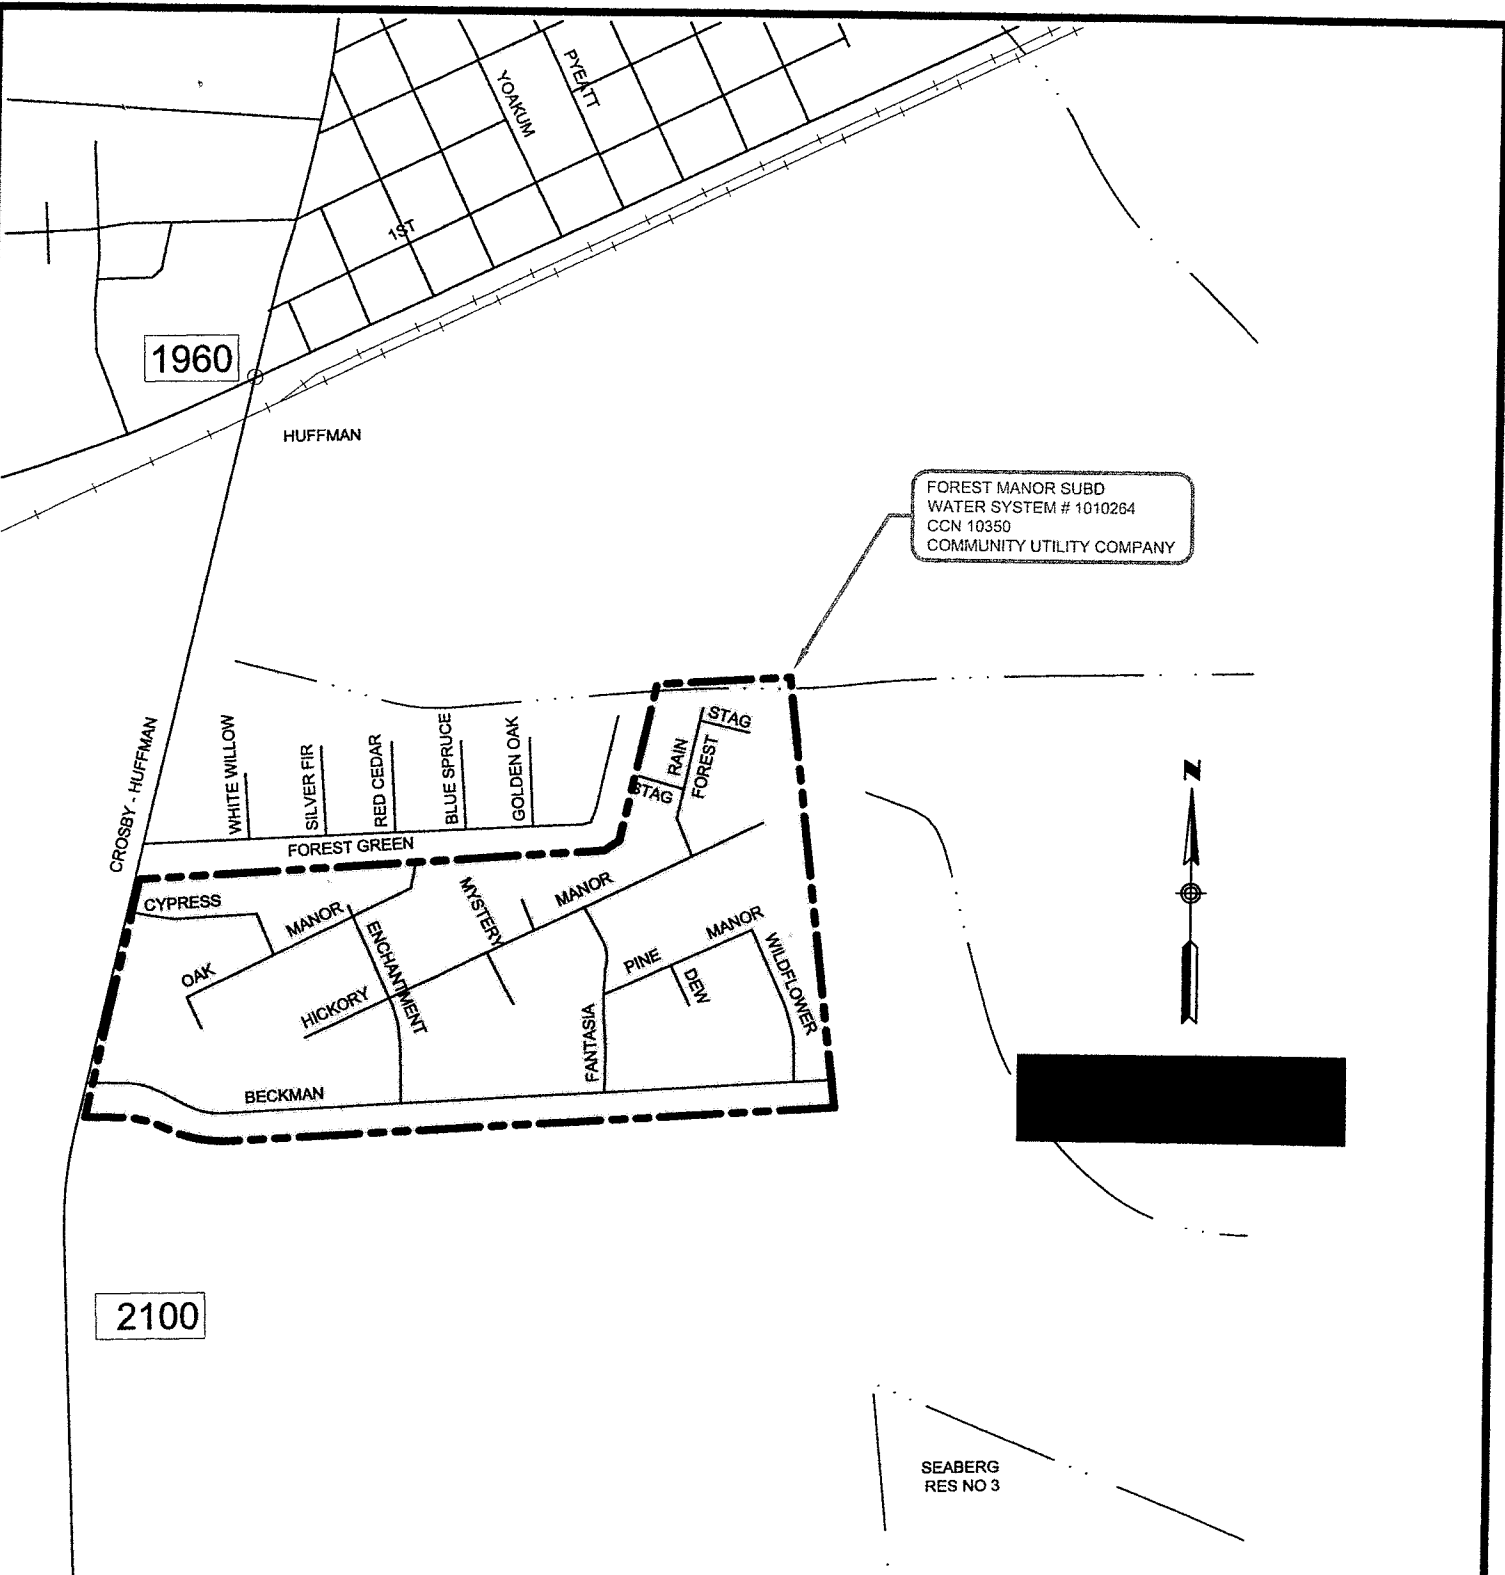 PYEATT
YOAKUM
1ST
1960
HUFFMAN
FOREST MANOR SUBD
WATER SYSTEM # 1010264
CCN 10350
COMMUNITY UTILITY COMPANY
CROSBY - HUFFMAN
WHITE WILLOW
SILVER FIR
RED CEDAR
BLUE SPRUCE
GOLDEN OAK
STAG
RAIN
FOREST
STAG
FOREST GREEN
CYPRESS
OAK
MANOR
ENCHANTMENT
MYSTERY
HICKORY
MANOR
PINE
MANOR
DEW
WILDFLOWER
FANTASIA
BECKMAN
N
2100
SEABERG
RES NO 3